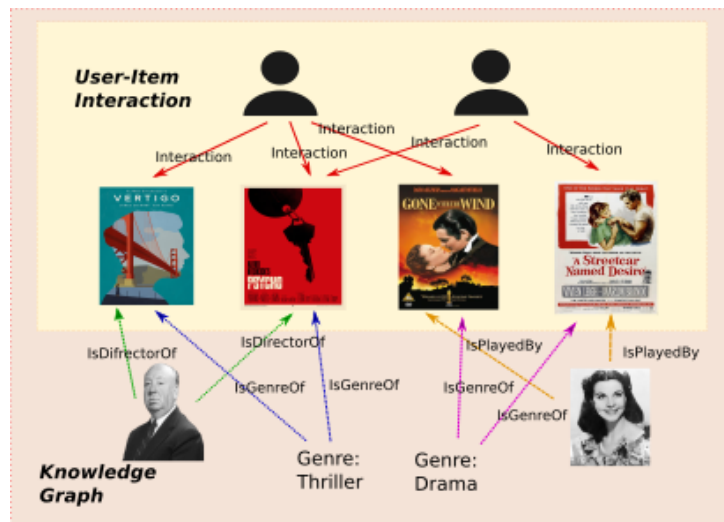 User-Item
Interaction
Interaction
Interaction
Interaction
Interaction
Interaction
VERTIGO
PSYCHO
GONE WITH THE WIND
A Streetcar
Named Desire
IsDifrectorOf
IsDirectorOf
IsPlayedBy
IsPlayedBy
IsGenreOf
IsGenreOf
IsGenreOf
IsGenreOf
Genre:
Thriller
Genre:
Drama
Knowledge
Graph